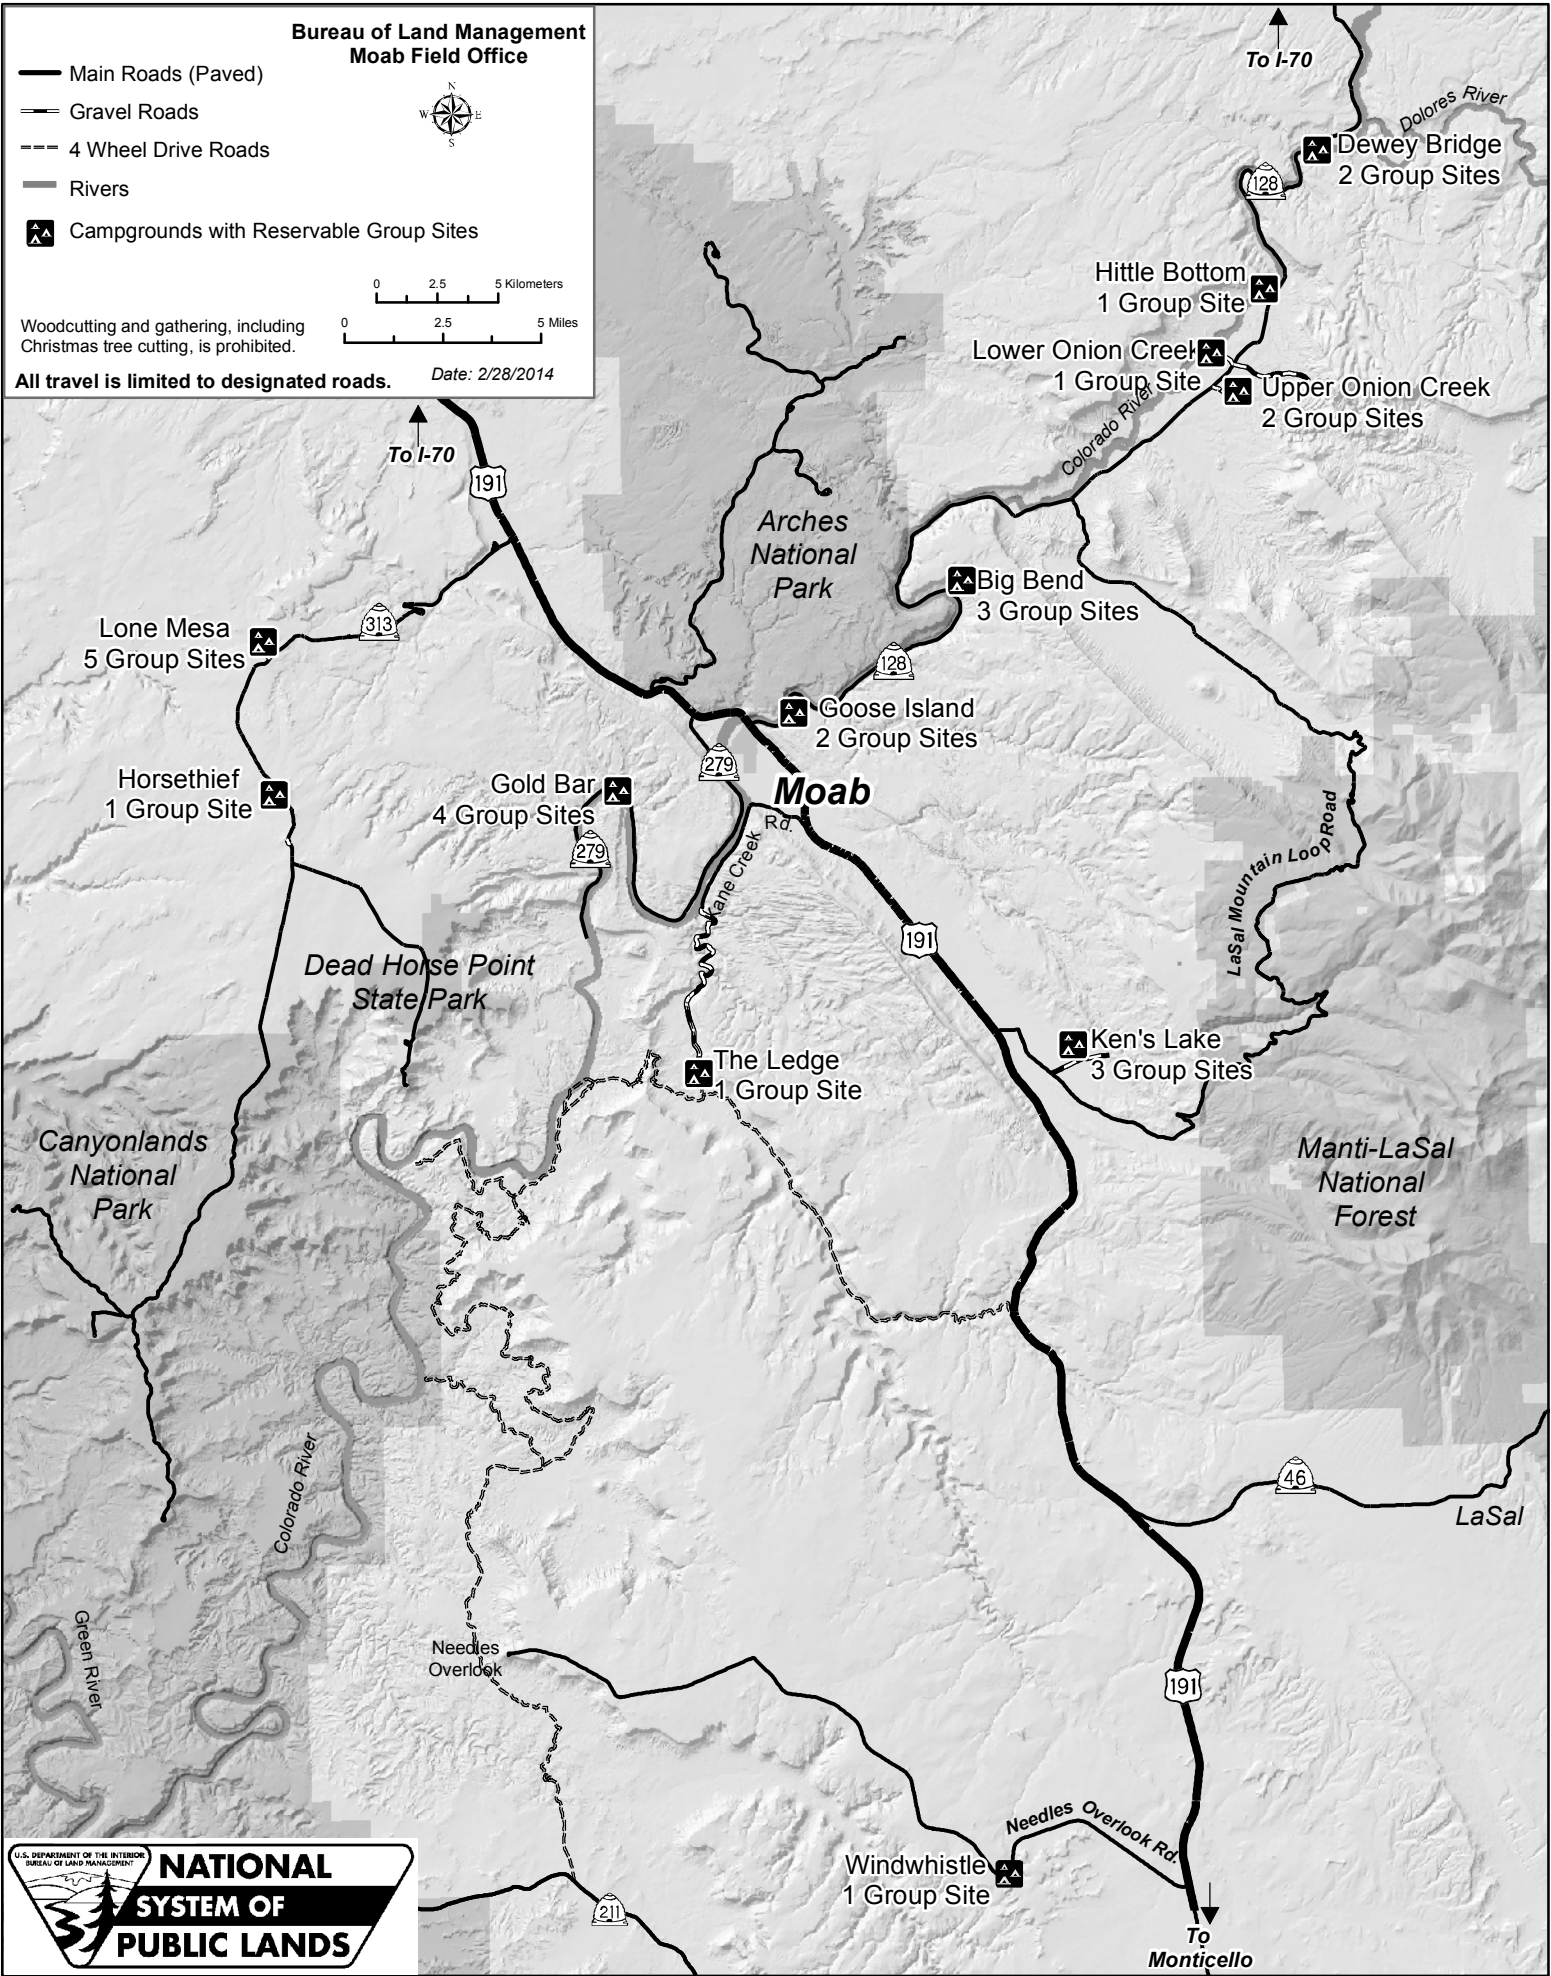 Bureau of Land Management
Moab Field Office
Main Roads (Paved)
Gravel Roads
4 Wheel Drive Roads
Rivers
Campgrounds with Reservable Group Sites
N
W E
S
0 2.5 5 Kilometers
0 2.5 5 Miles
Woodcutting and gathering, including
Christmas tree cutting, is prohibited.
All travel is limited to designated roads.
Date: 2/28/2014
To I-70
Dolores River
Dewey Bridge
2 Group Sites
128
Hittle Bottom
1 Group Site
Lower Onion Creek
1 Group Site
Upper Onion Creek
2 Group Sites
Colorado River
To I-70
191
Arches
National
Park
Big Bend
3 Group Sites
313
Lone Mesa
5 Group Sites
128
Goose Island
2 Group Sites
279
Moab
Horsethief
1 Group Site
Gold Bar
4 Group Sites
279
Kane Creek Rd.
LaSal Mountain Loop Road
191
Dead Horse Point
State Park
The Ledge
1 Group Site
Ken's Lake
3 Group Sites
Canyonlands
National
Park
Manti-LaSal
National
Forest
Colorado River
46
LaSal
Green River
Needles
Overlook
191
Needles Overlook Rd.
Windwhistle
1 Group Site
211
To
Monticello
U.S. DEPARTMENT OF THE INTERIOR
BUREAU OF LAND MANAGEMENT
NATIONAL
SYSTEM OF
PUBLIC LANDS